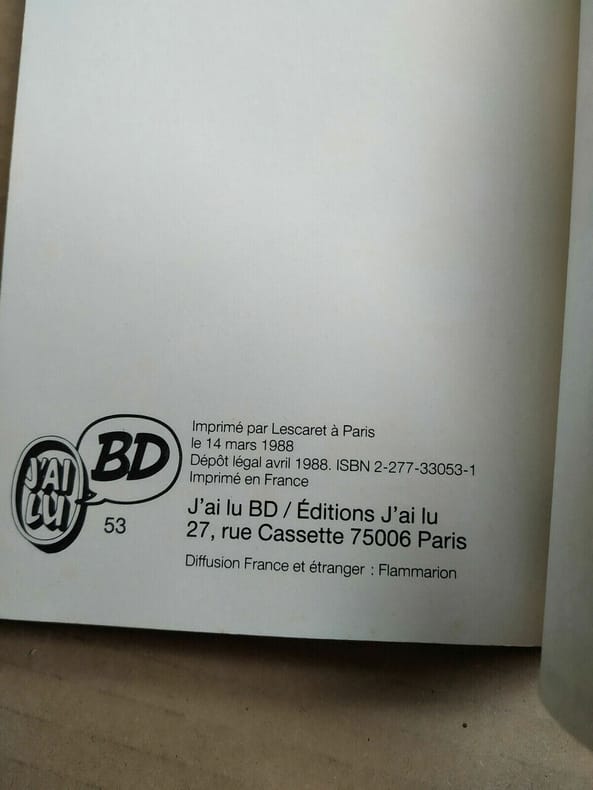 Imprimé par Lescaret à Paris
le 14 mars 1988
Dépôt légal avril 1988. ISBN 2-277-33053-1
Imprimé en France
J'ai lu BD / Éditions J'ai lu
27, rue Cassette 75006 Paris
Diffusion France et étranger : Flammarion
J'AI
LU
BD
53